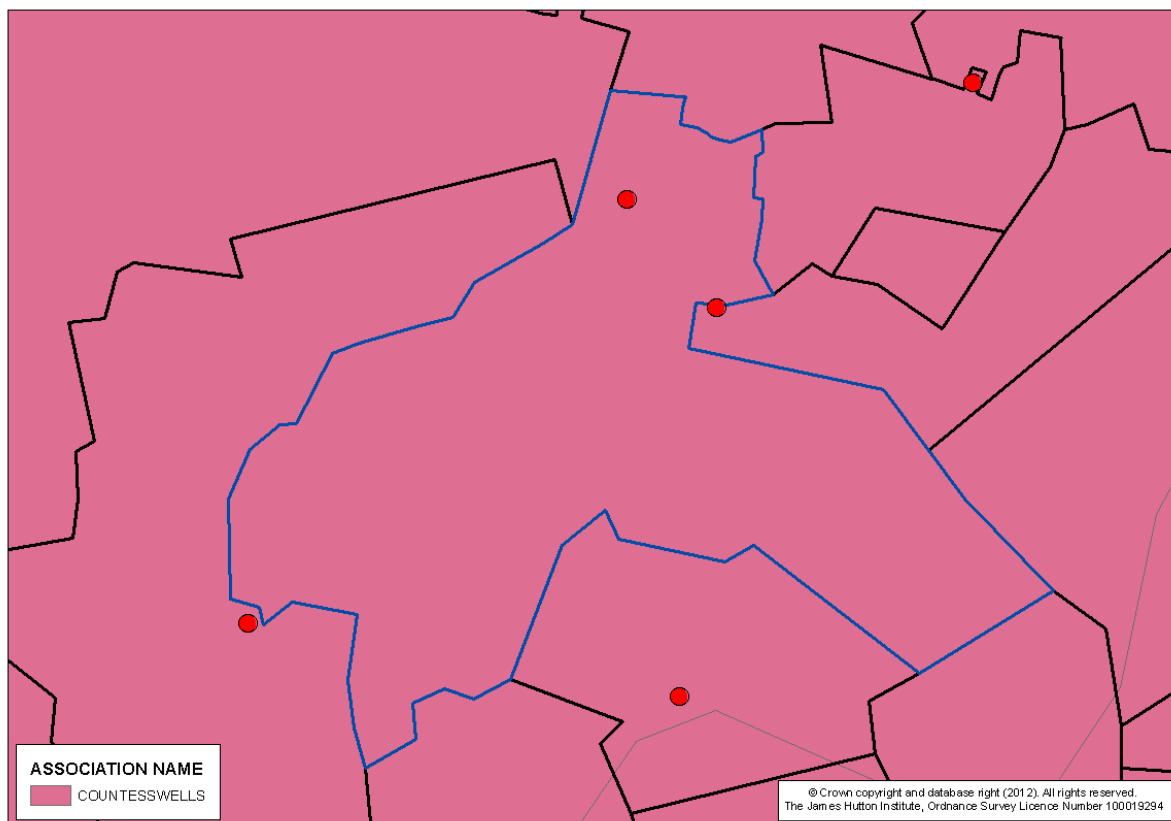 ASSOCIATION NAME
COUNTESSWELLS
© Crown copyright and database right (2012). All rights reserved.
The James Hutton Institute, Ordnance Survey Licence Number 100019294